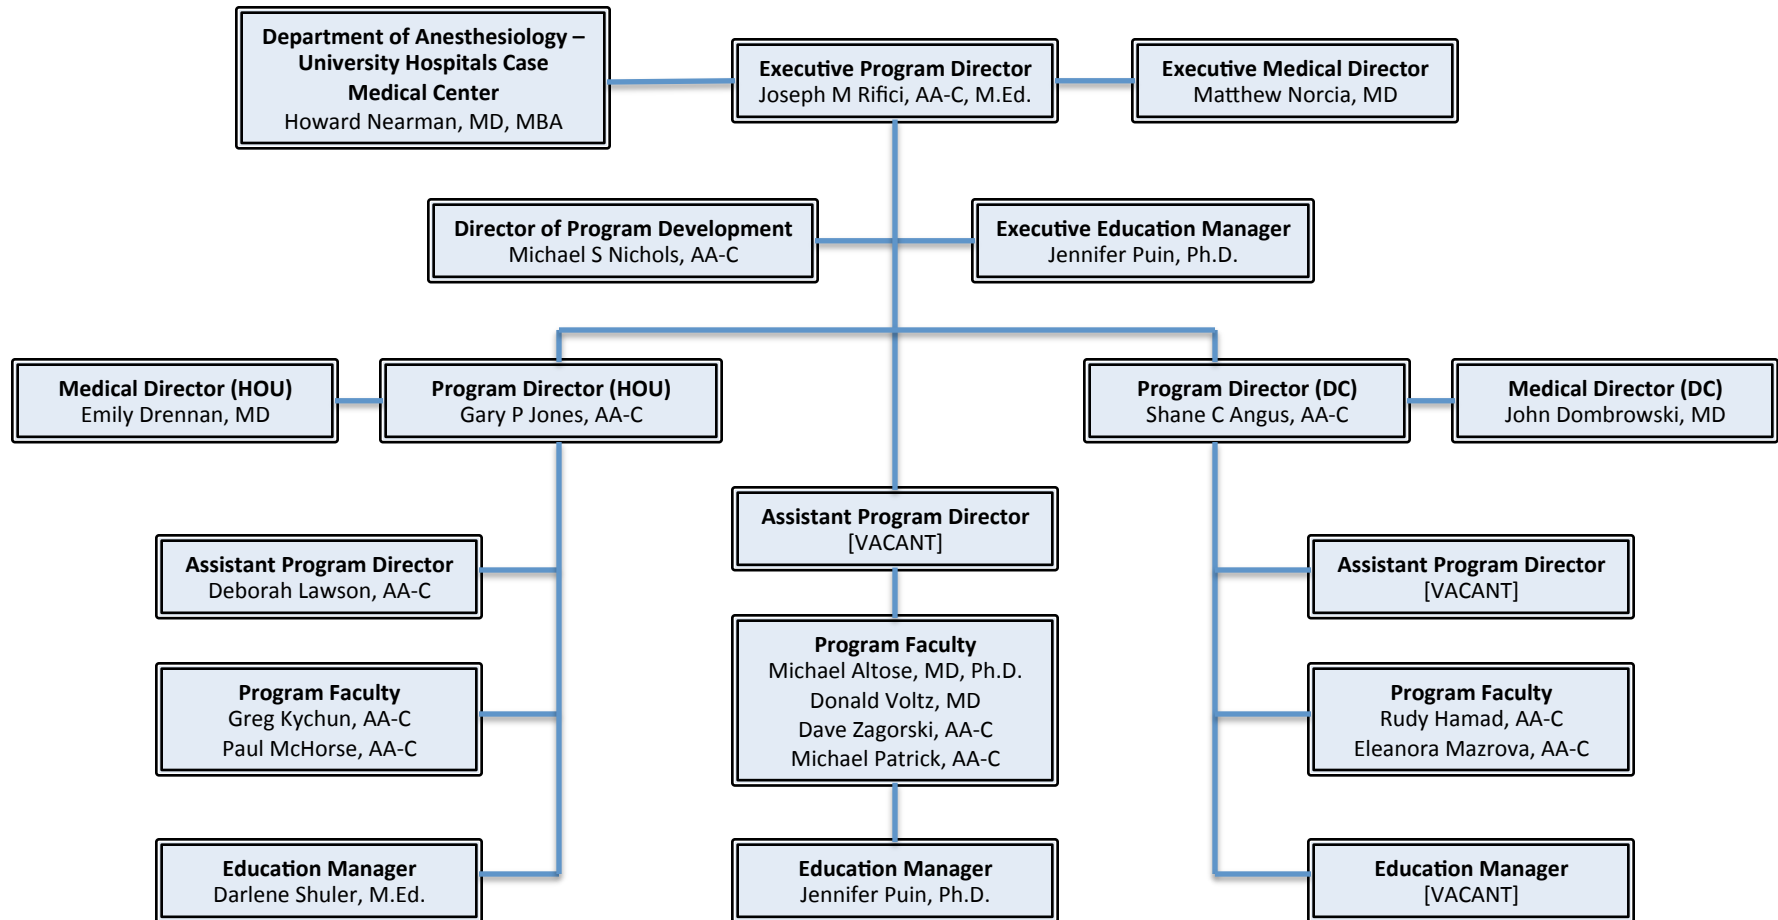 Department of Anesthesiology –
University Hospitals Case
Medical Center
Howard Nearman, MD, MBA
Executive Program Director
Joseph M Rifici, AA-C, M.Ed.
Executive Medical Director
Matthew Norcia, MD
Director of Program Development
Michael S Nichols, AA-C
Executive Education Manager
Jennifer Puin, Ph.D.
Medical Director (HOU)
Emily Drennan, MD
Program Director (HOU)
Gary P Jones, AA-C
Program Director (DC)
Shane C Angus, AA-C
Medical Director (DC)
John Dombrowski, MD
Assistant Program Director
Deborah Lawson, AA-C
Assistant Program Director
[VACANT]
Assistant Program Director
[VACANT]
Program Faculty
Greg Kychun, AA-C
Paul McHorse, AA-C
Program Faculty
Michael Altose, MD, Ph.D.
Donald Voltz, MD
Dave Zagorski, AA-C
Michael Patrick, AA-C
Program Faculty
Rudy Hamad, AA-C
Eleanora Mazrova, AA-C
Education Manager
Darlene Shuler, M.Ed.
Education Manager
Jennifer Puin, Ph.D.
Education Manager
[VACANT]